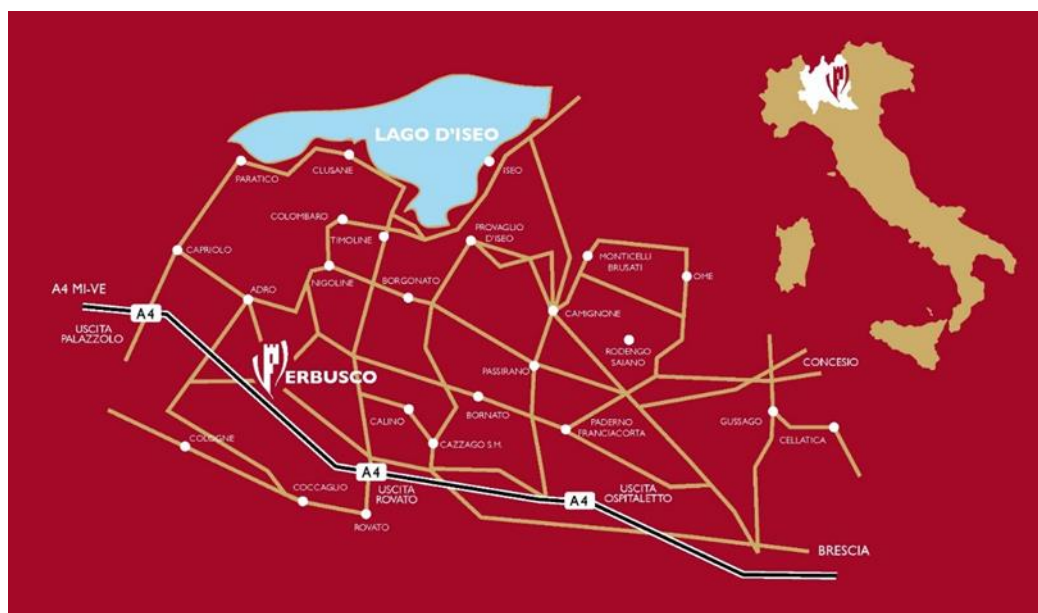 LAGO D'ISEO
PARATICO
CLUSANE
ISEO
COLOMBARO
TIMOLINE
PROVAGLIO
D'ISEO
CAPRIOLO
MONTICELLI
BRUSATI
OME
NIGOLINE
BORGONATO
ADRO
A4 MI-VE
A4
USCITA
PALAZZOLO
CAMIGNONE
RODENGO
SAIANO
PASSIRANO
CONCESIO
ERBUSCO
CALINO
BORNATO
PADERNO
FRANCIACORTA
GUSSAGO
CELLATICA
COLOGNE
CAZZAGO S.M.
A4
USCITA
ROVATO
COCCAGLIO
ROVATO
A4
USCITA
OSPITALETTO
BRESCIA